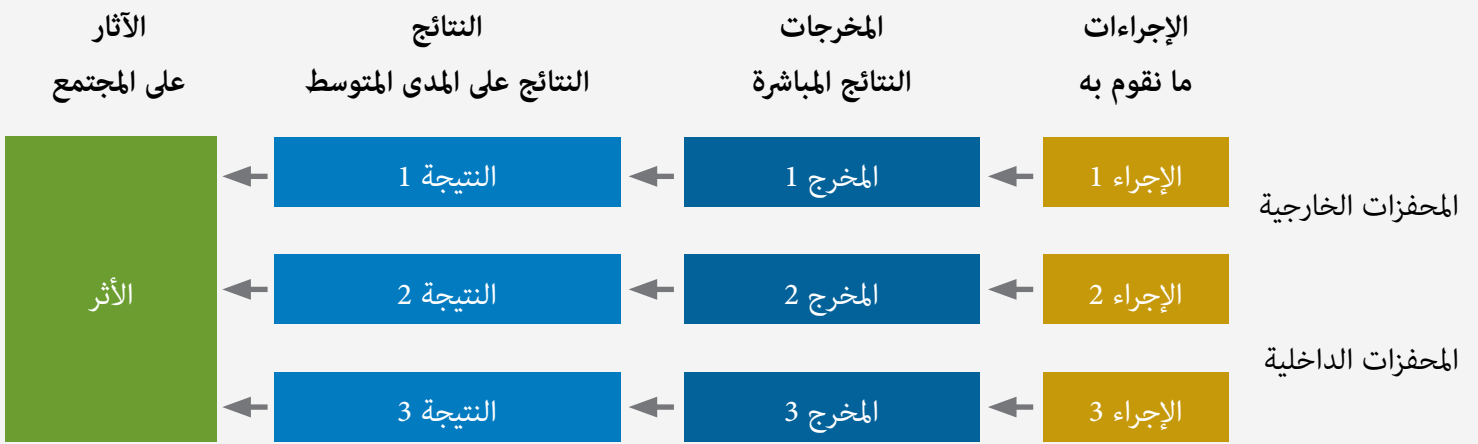 الإجراءات
ما نقوم به
المخرجات
النتائج المباشرة
النتائج
النتائج على المدى المتوسط
الآثار
على المجتمع
المحفزات الخارجية
المحفزات الداخلية
الإجراء 1
المخرج 1
النتيجة 1
الإجراء 2
المخرج 2
النتيجة 2
الأثر
الإجراء 3
المخرج 3
النتيجة 3